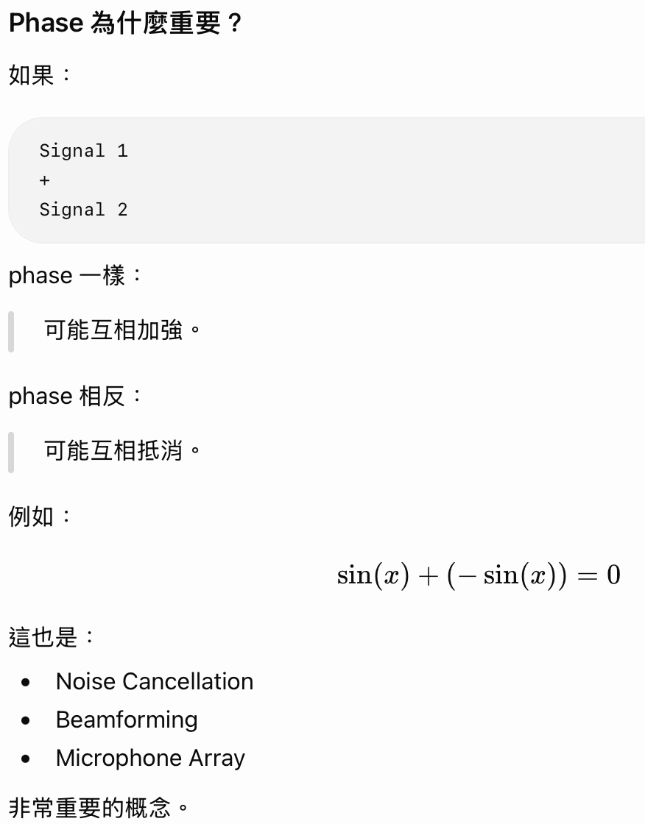 Phase 為什麼重要？
如果：
Signal 1
+
Signal 2
phase 一樣：
可能互相加強。
phase 相反：
可能互相抵消。
例如：
sin(x) + (− sin(x)) = 0
這也是：
• Noise Cancellation
• Beamforming
• Microphone Array
非常重要的概念。